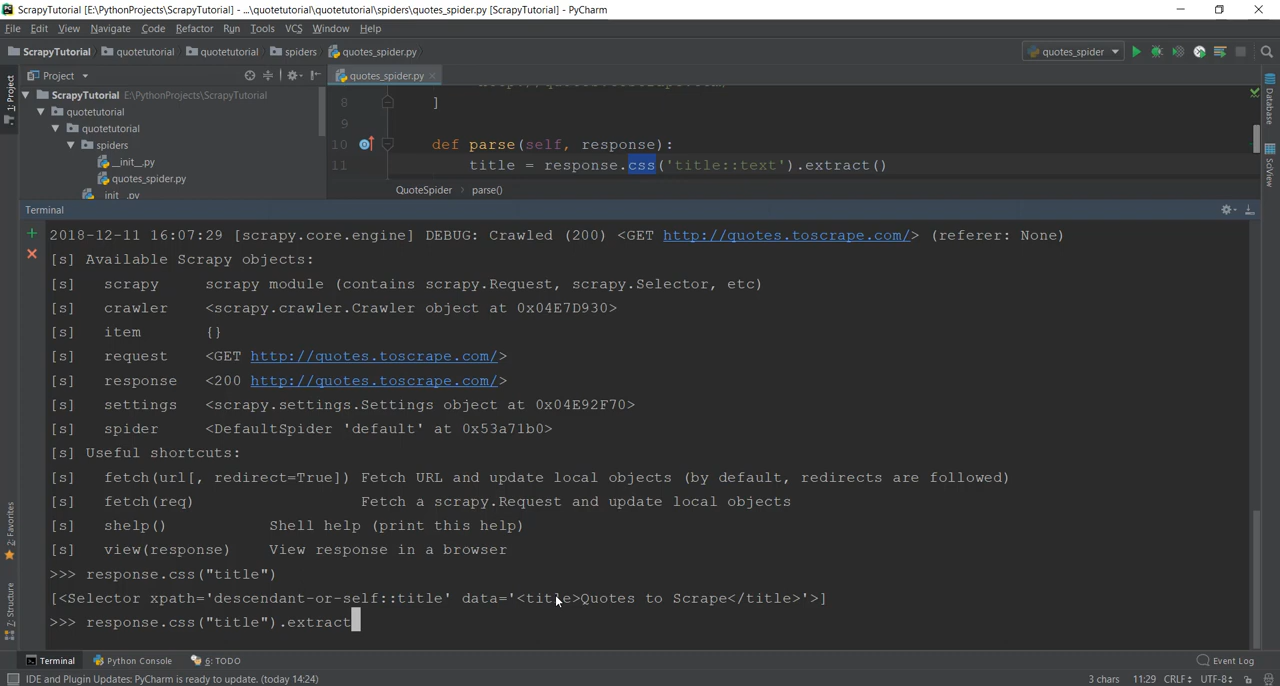 ScrapyTutorial [E:\PythonProjects\ScrapyTutorial] - ...\quotetutorial\quotetutorial\spiders\quotes_spider.py [ScrapyTutorial] - PyCharm
File Edit View Navigate Code Refactor Run Tools VCS Window Help
ScrapyTutorial quotetutorial quotetutorial spiders quotes_spider.py
quotes_spider
Project
quotes_spider.py
1: Project
ScrapyTutorial E:\PythonProjects\ScrapyTutorial
quotetutorial
quotetutorial
spiders
__init__.py
quotes_spider.py
8 ]
9
10 def parse(self, response):
11 title = response.css('title::text').extract()
QuoteSpider parse()
Database
SciView
Terminal
2018-12-11 16:07:29 [scrapy.core.engine] DEBUG: Crawled (200) <GET http://quotes.toscrape.com/> (referer: None)
[s] Available Scrapy objects:
[s] scrapy scrapy module (contains scrapy.Request, scrapy.Selector, etc)
[s] crawler <scrapy.crawler.Crawler object at 0x04E7D930>
[s] item {}
[s] request <GET http://quotes.toscrape.com/>
[s] response <200 http://quotes.toscrape.com/>
[s] settings <scrapy.settings.Settings object at 0x04E92F70>
[s] spider <DefaultSpider 'default' at 0x53a71b0>
[s] Useful shortcuts:
[s] fetch(url[, redirect=True]) Fetch URL and update local objects (by default, redirects are followed)
[s] fetch(req) Fetch a scrapy.Request and update local objects
[s] shelp() Shell help (print this help)
[s] view(response) View response in a browser
>>> response.css("title")
[<Selector xpath='descendant-or-self::title' data='<title>Quotes to Scrape</title>'>]
>>> response.css("title").extract
2: Favorites
7: Structure
Terminal Python Console 6: TODO
Event Log
IDE and Plugin Updates: PyCharm is ready to update. (today 14:24)
3 chars 11:29 CRLF UTF-8